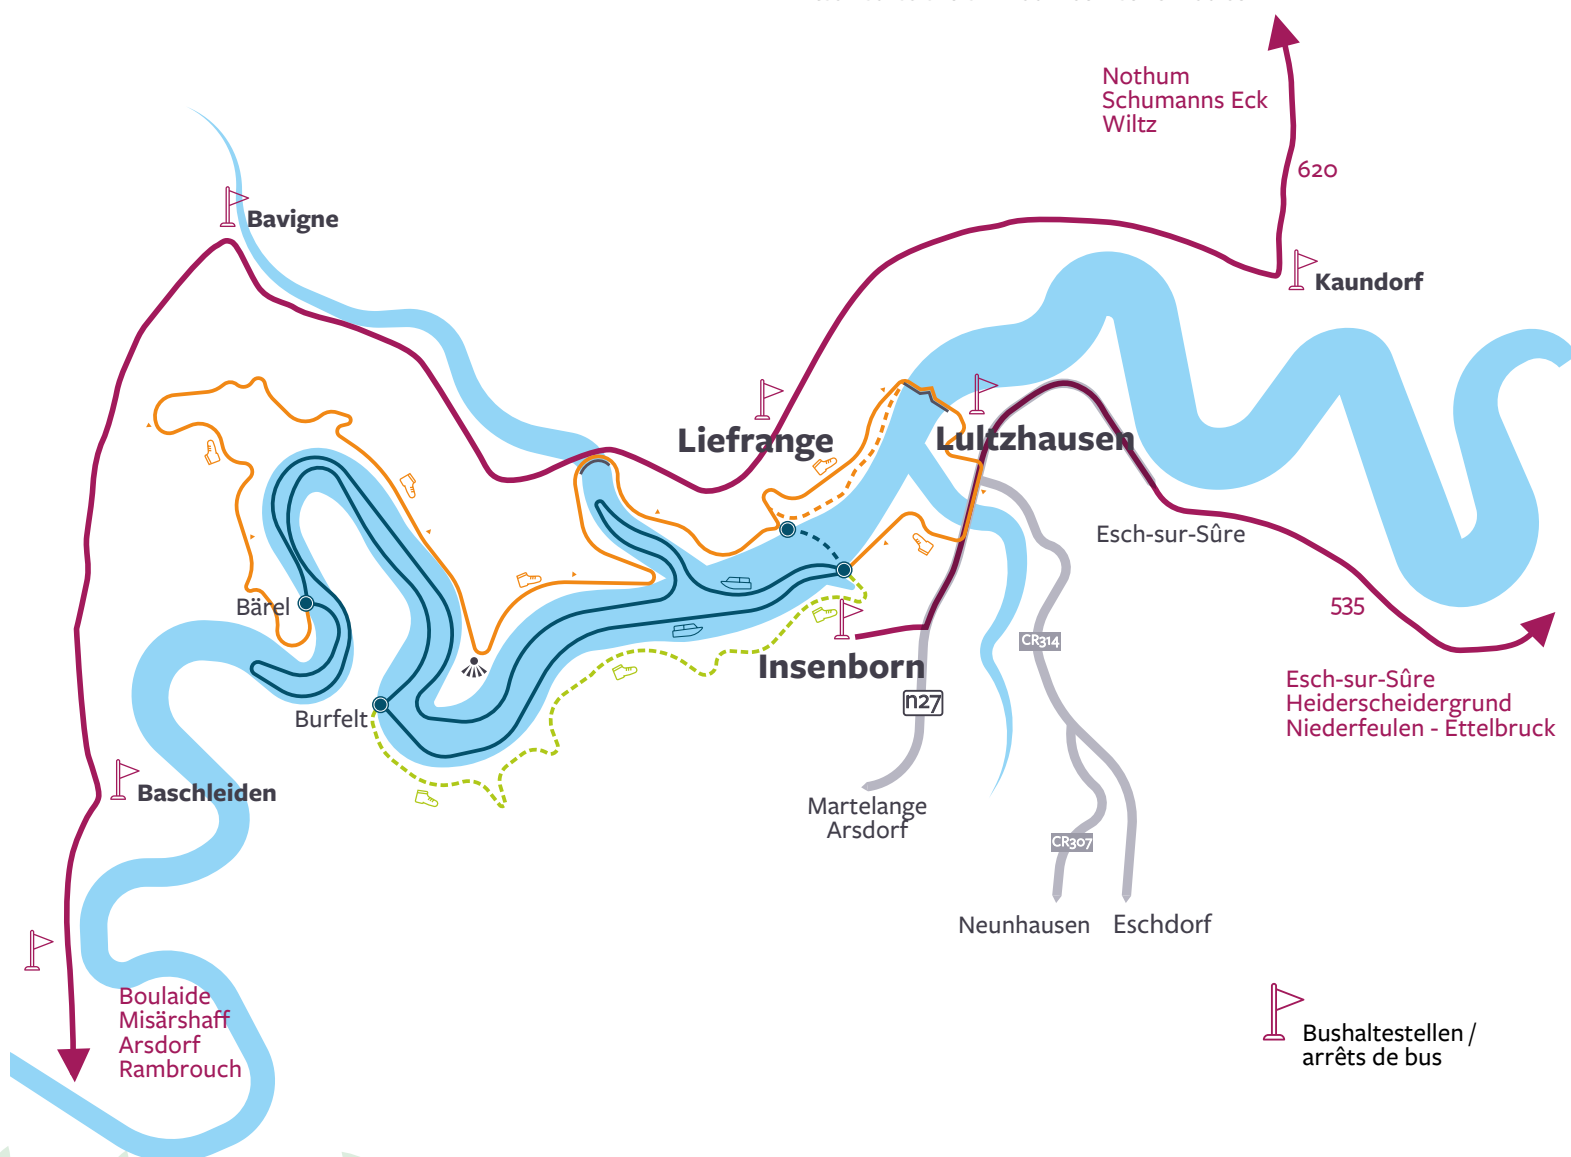 Nothum
Schumanns Eck
Wiltz
620
Bavigne
Kaundorf
Liefrange
Lultzhausen
Esch-sur-Sûre
Bärel
535
CR314
Insenborn
Esch-sur-Sûre
Heiderscheidergrund
Niederfeulen - Ettelbruck
n27
Burfelt
Baschleiden
Martelange
Arsdorf
CR307
Neunhausen
Eschdorf
Boulaide
Misärshaff
Arsdorf
Rambrouch
Bushaltestellen /
arrêts de bus